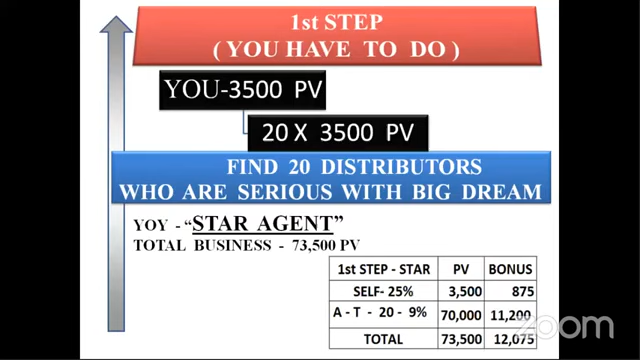 1st STEP
( YOU HAVE TO DO )
YOU-3500 PV
20 X 3500 PV
FIND 20 DISTRIBUTORS
WHO ARE SERIOUS WITH BIG DREAM
YOY - “STAR AGENT”
TOTAL BUSINESS - 73,500 PV
1st STEP - STAR PV BONUS
SELF- 25% 3,500 875
A - T - 20 - 9% 70,000 11,200
TOTAL 73,500 12,075
zoom